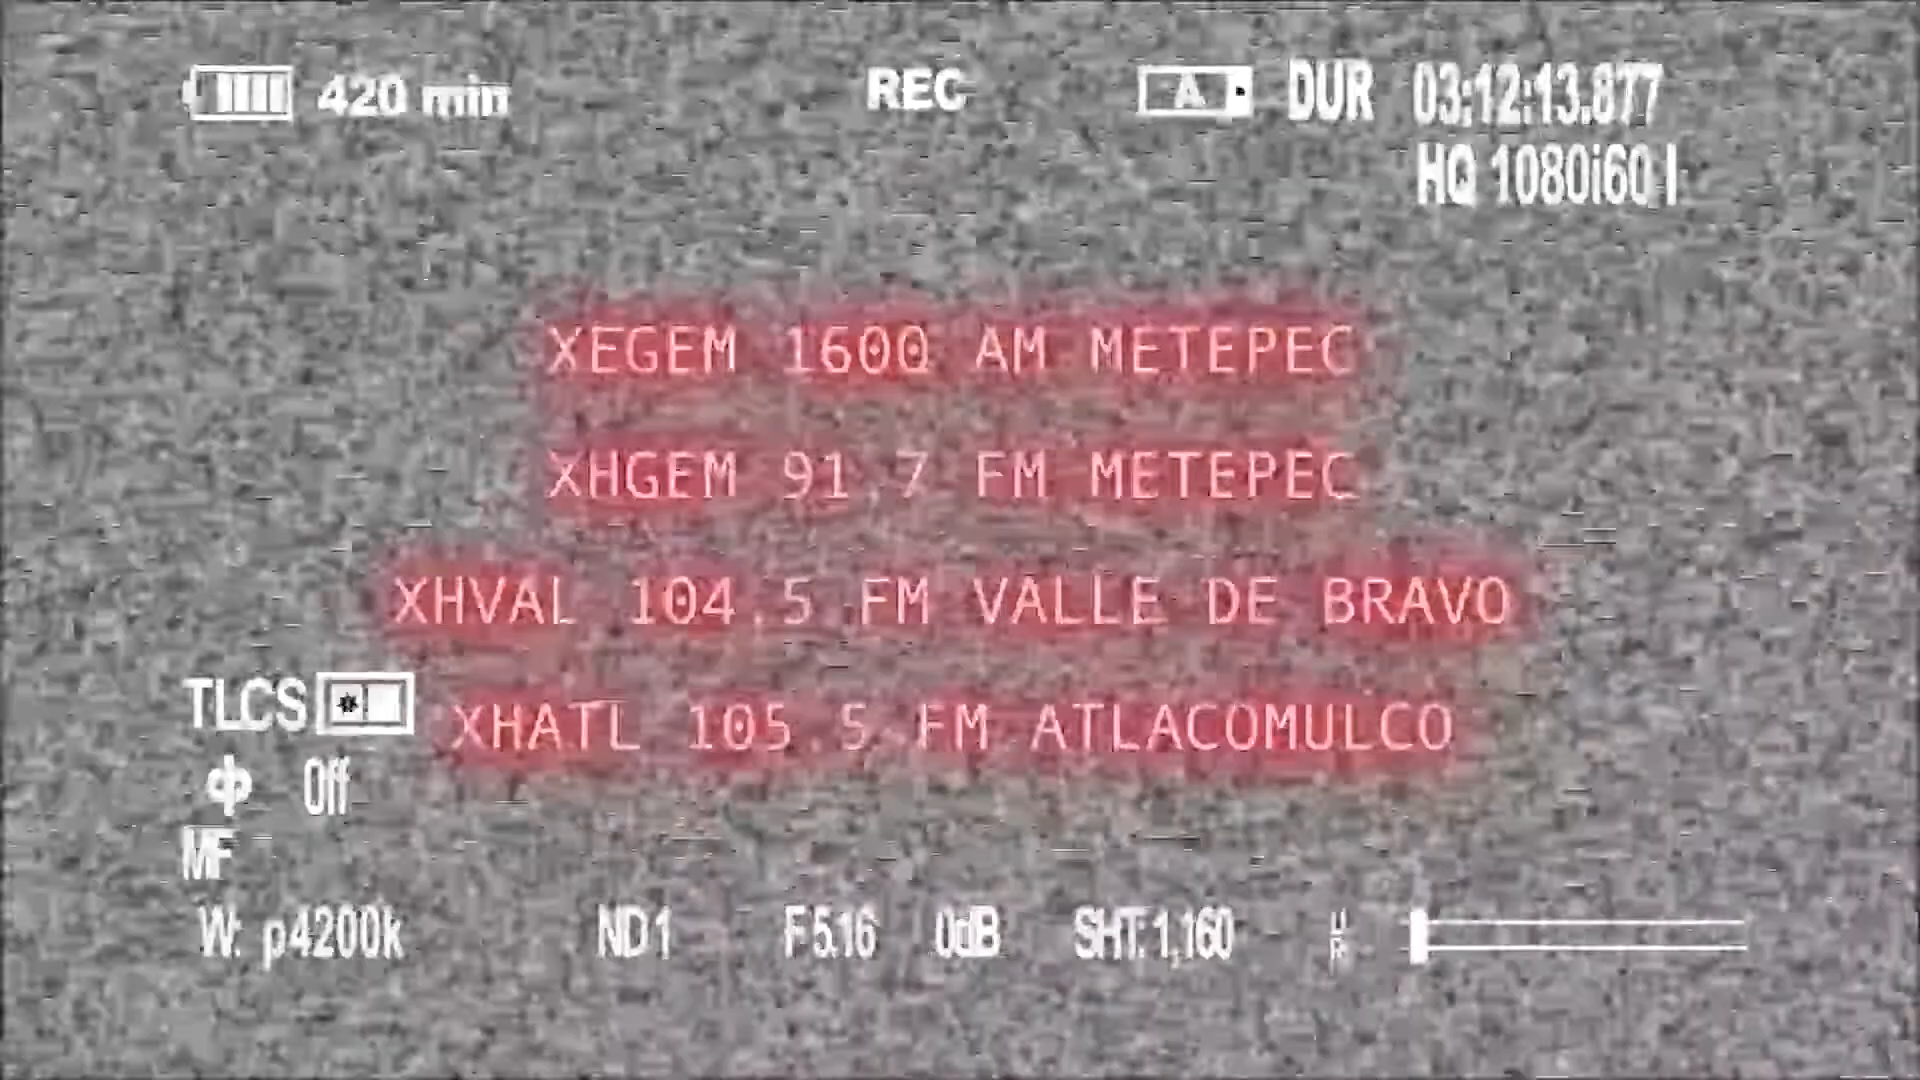 420 min REC A DUR 03:12:13.877
HQ 1080i60
XEGEM 1600 AM METEPEC
XHGEM 91.7 FM METEPEC
XHVAL 104.5 FM VALLE DE BRAVO
TLCS
XHATL 105.5 FM ATLACOMULCO
Off
MF
W: p4200k ND1 F5.16 0dB SHT:1,160